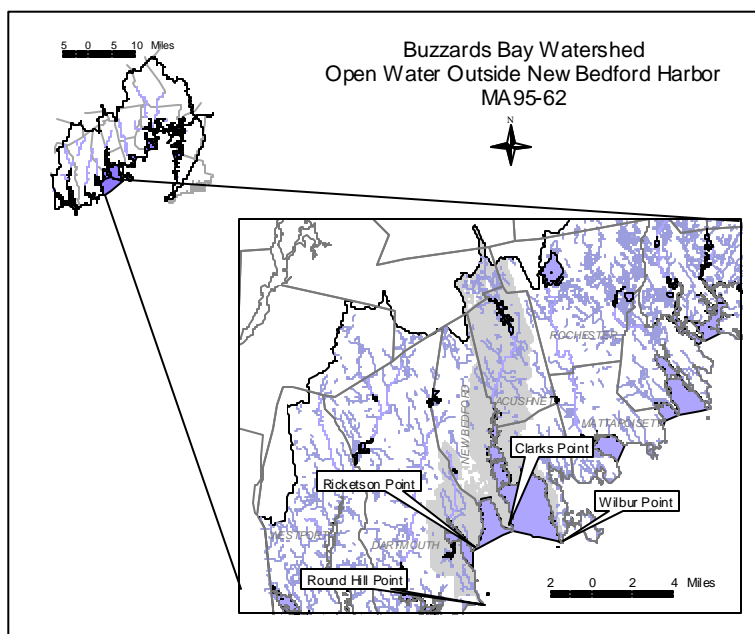 Buzzards Bay Watershed
Open Water Outside New Bedford Harbor
MA95-62
5 0 5 10 Miles
N
ROCHESTER
ACUSHNET
NEW BEDFORD
MATTAPOISETT
Clarks Point
Ricketson Point
Wilbur Point
WESTPORT
DARTMOUTH
Round Hill Point
2 0 2 4 Miles